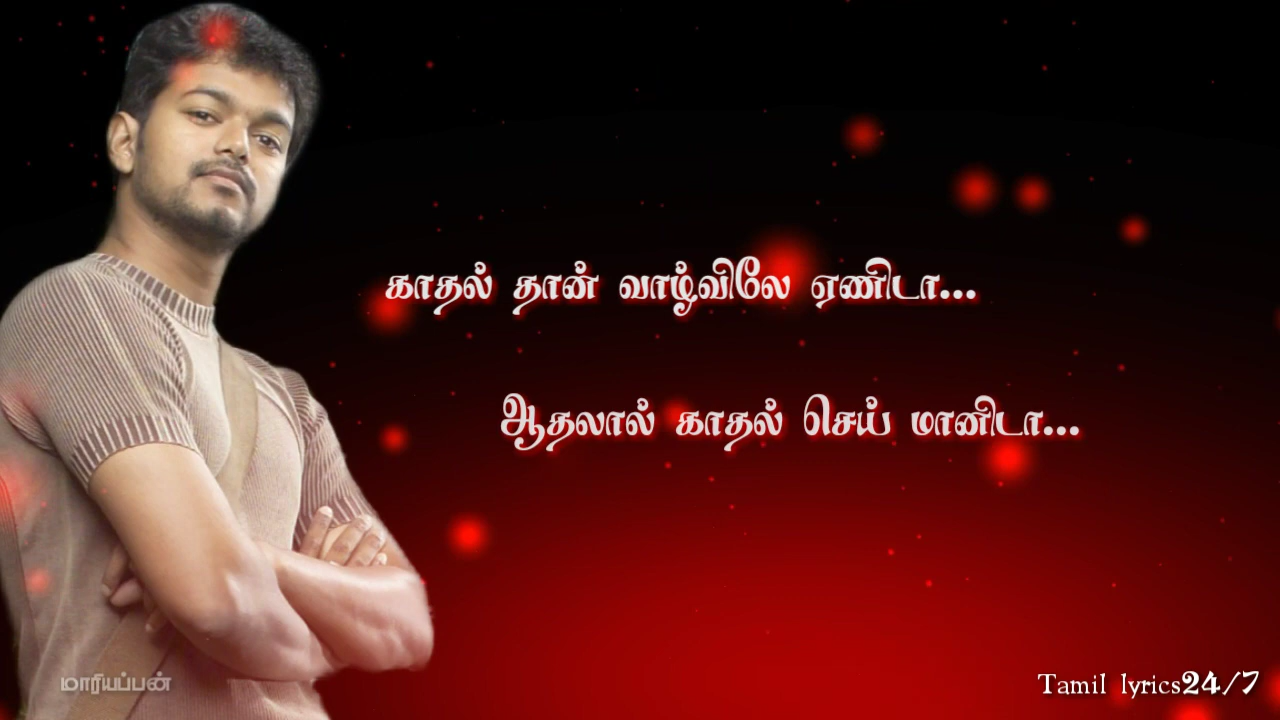 காதல் தான் வாழ்விலே ஏணிடா...
ஆதலால் காதல் செய் மானிடா...
மாரியப்பன்
Tamil lyrics24/7